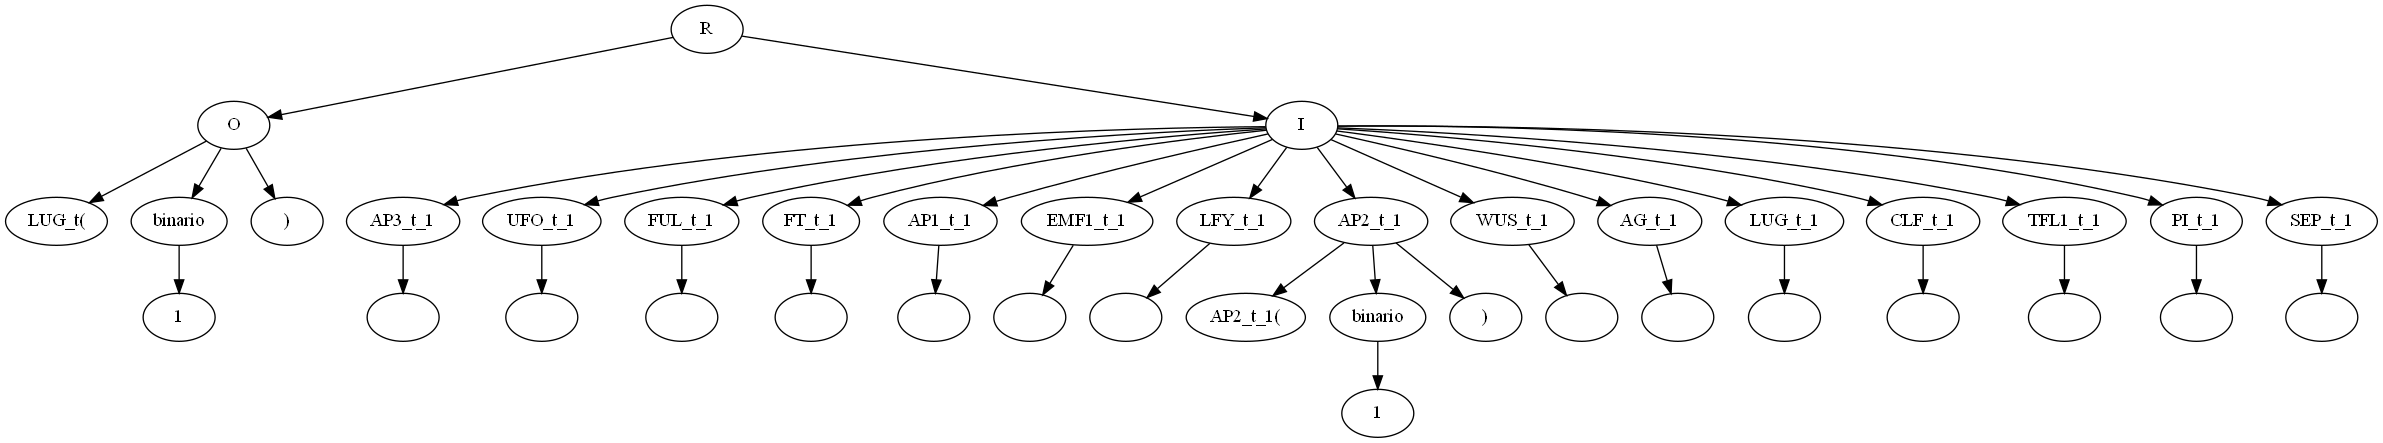 R
O I
LUG_t( binario ) AP3_t_1 UFO_t_1 FUL_t_1 FT_t_1 AP1_t_1 EMF1_t_1 LFY_t_1 AP2_t_1 WUS_t_1 AG_t_1 LUG_t_1 CLF_t_1 TFL1_t_1 PI_t_1 SEP_t_1
1 AP2_t_1( binario )
1